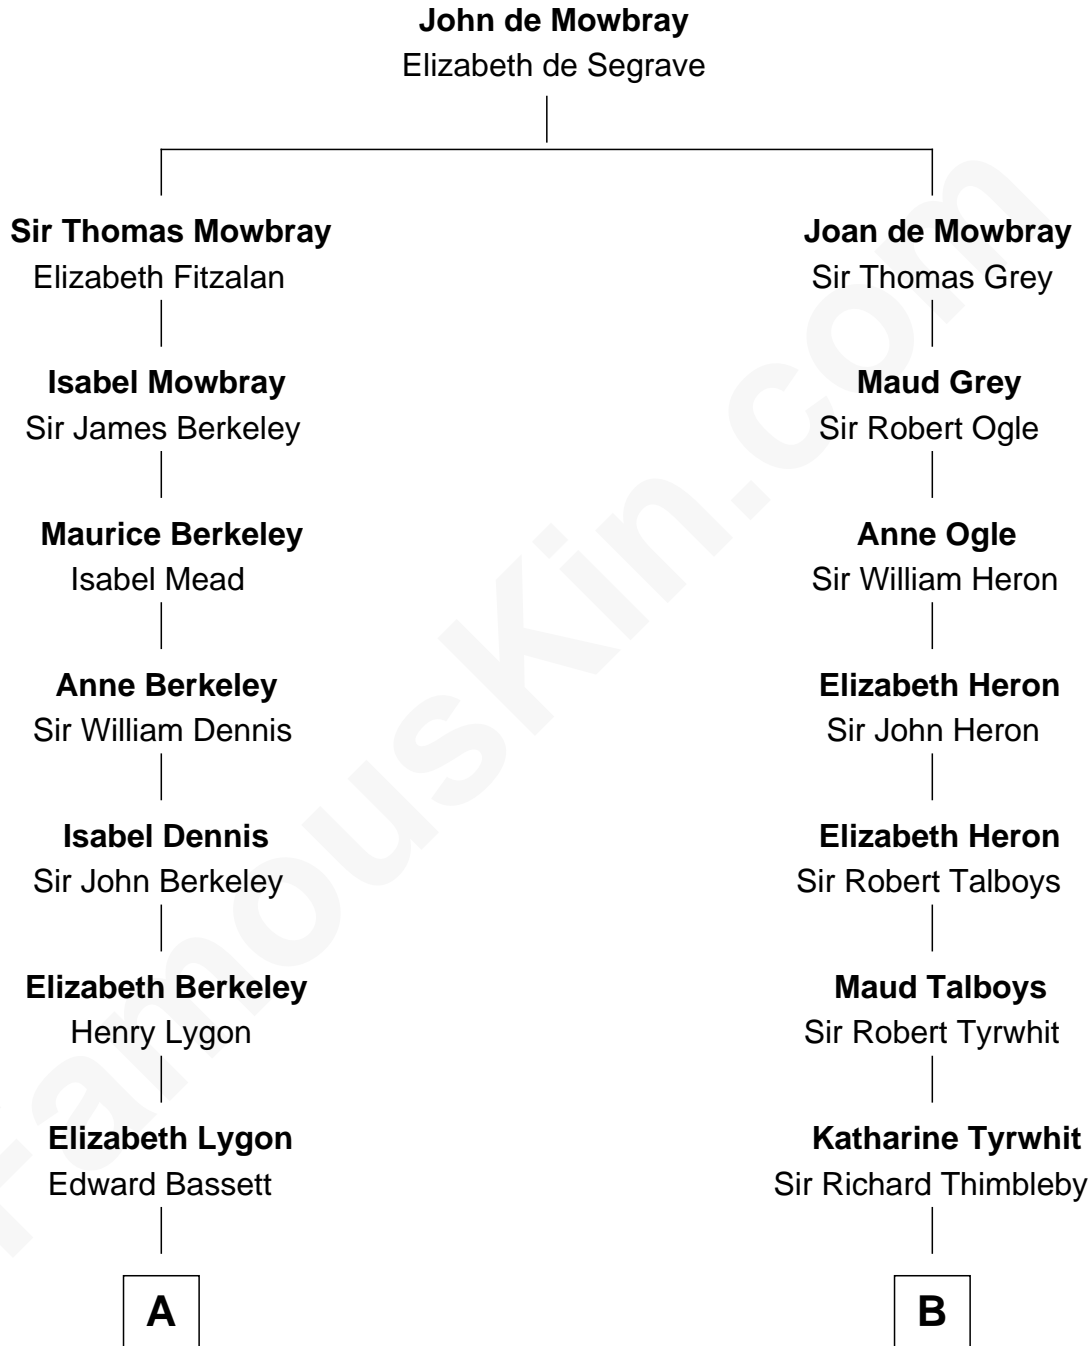 John de Mowbray
Elizabeth de Segrave
Sir Thomas Mowbray
Elizabeth Fitzalan
Joan de Mowbray
Sir Thomas Grey
Isabel Mowbray
Sir James Berkeley
Maud Grey
Sir Robert Ogle
Maurice Berkeley
Isabel Mead
Anne Ogle
Sir William Heron
Anne Berkeley
Sir William Dennis
Elizabeth Heron
Sir John Heron
Isabel Dennis
Sir John Berkeley
Elizabeth Heron
Sir Robert Talboys
Elizabeth Berkeley
Henry Lygon
Maud Talboys
Sir Robert Tyrwhit
Elizabeth Lygon
Edward Bassett
Katharine Tyrwhit
Sir Richard Thimbleby
A
B
FamousKin.com